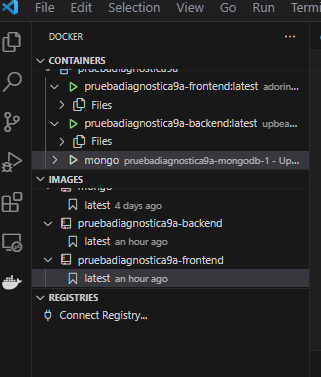 File Edit Selection View Go Run Termin
DOCKER
CONTAINERS
pruebadiagnostica9a
pruebadiagnostica9a-frontend:latest adorin...
Files
pruebadiagnostica9a-backend:latest upbea...
Files
mongo pruebadiagnostica9a-mongodb-1 - Up...
IMAGES
mongo
latest 4 days ago
pruebadiagnostica9a-backend
latest an hour ago
pruebadiagnostica9a-frontend
latest an hour ago
REGISTRIES
Connect Registry...